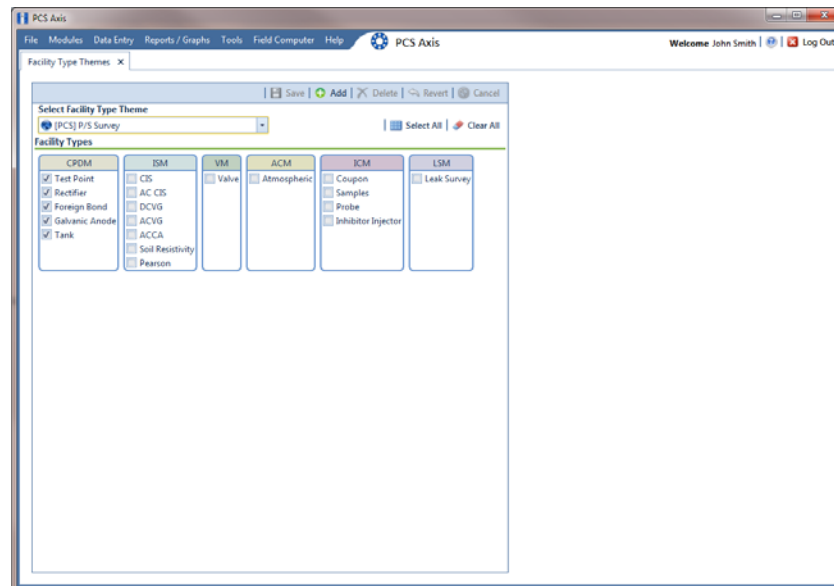 PCS Axis
File Modules Data Entry Reports / Graphs Tools Field Computer Help PCS Axis Welcome John Smith Log Out
Facility Type Themes X
Save Add Delete Revert Cancel
Select Facility Type Theme
[PCS] P/S Survey Select All Clear All
Facility Types
CPDM ISM VM ACM ICM LSM
Test Point CIS Valve Atmospheric Coupon Leak Survey
Rectifier AC CIS Samples
Foreign Bond DCVG Probe
Galvanic Anode ACVG Inhibitor Injector
Tank ACCA
Soil Resistivity
Pearson